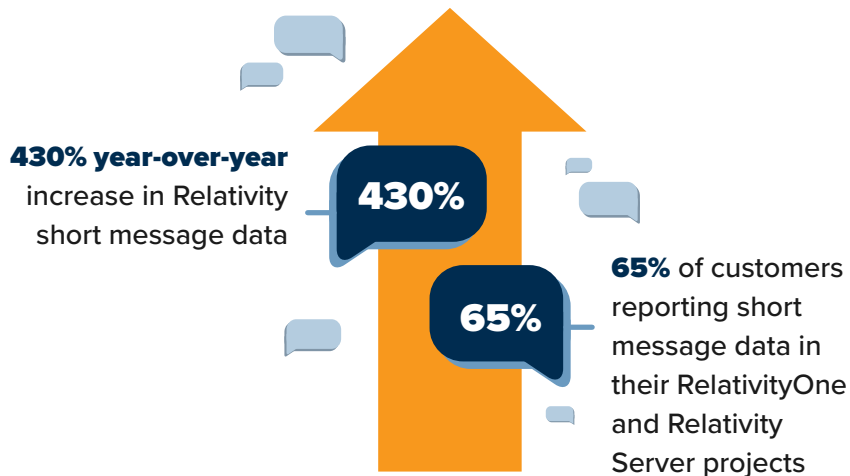 430% year-over-year
increase in Relativity
short message data
430%
65%
65% of customers
reporting short
message data in
their RelativityOne
and Relativity
Server projects